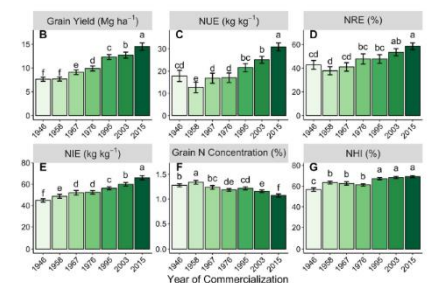 Grain Yield (Mg ha⁻¹)
NUE (kg kg⁻¹)
NRE (%)
B
15
10
5
0
f
f
e
d
c
b
a
1946
1958
1967
1976
1995
2003
2015
C
30
20
10
0
cd
e
d
d
bc
b
a
1946
1958
1967
1976
1995
2003
2015
D
60
40
20
0
cd
d
cd
bc
bc
ab
a
1946
1958
1967
1976
1995
2003
2015
NIE (kg kg⁻¹)
Grain N Concentration (%)
NHI (%)
E
60
40
20
0
f
e
d
d
c
b
a
1946
1958
1967
1976
1995
2003
2015
F
1.5
1.0
0.5
0.0
b
a
bc
de
cd
e
f
1946
1958
1967
1976
1995
2003
2015
G
80
60
40
20
0
c
b
b
b
a
a
a
1946
1958
1967
1976
1995
2003
2015
Year of Commercialization